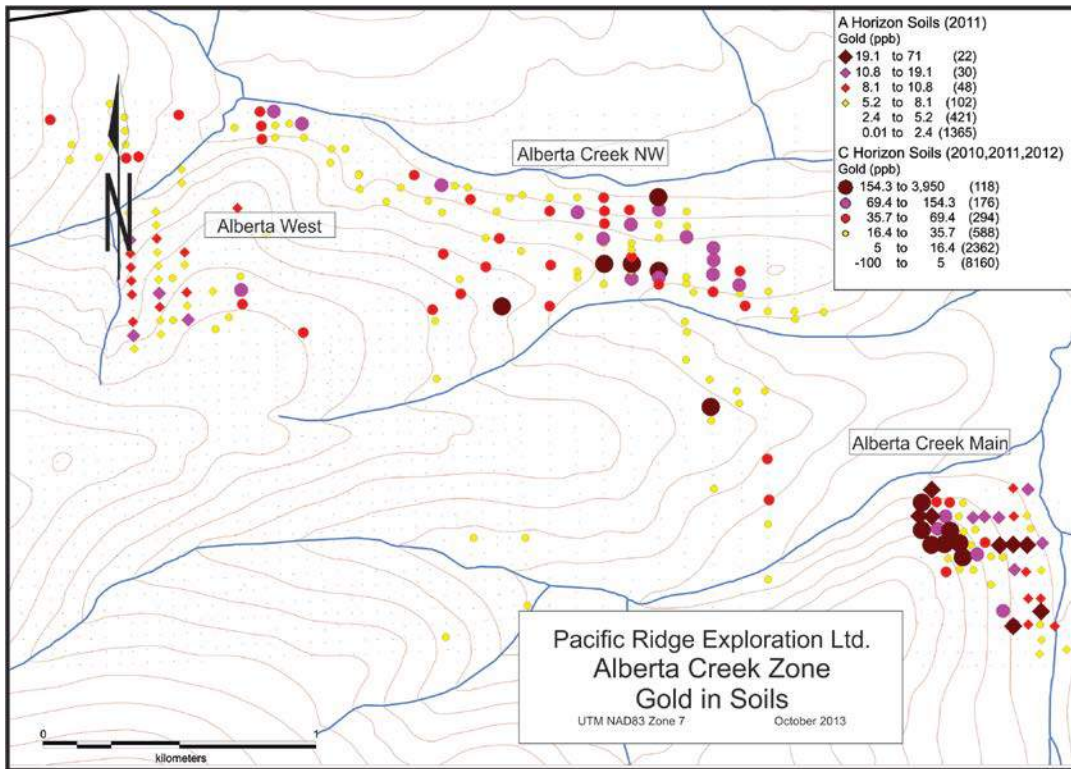 A Horizon Soils (2011)
Gold (ppb)
19.1 to 71 (22)
10.8 to 19.1 (30)
8.1 to 10.8 (48)
5.2 to 8.1 (102)
2.4 to 5.2 (421)
0.01 to 2.4 (1365)
C Horizon Soils (2010,2011,2012)
Gold (ppb)
154.3 to 3,950 (118)
69.4 to 154.3 (176)
35.7 to 69.4 (294)
16.4 to 35.7 (588)
5 to 16.4 (2362)
-100 to 5 (8160)
Alberta Creek NW
N
Alberta West
Alberta Creek Main
Pacific Ridge Exploration Ltd.
Alberta Creek Zone
Gold in Soils
UTM NAD83 Zone 7 October 2013
0 1
kilometers